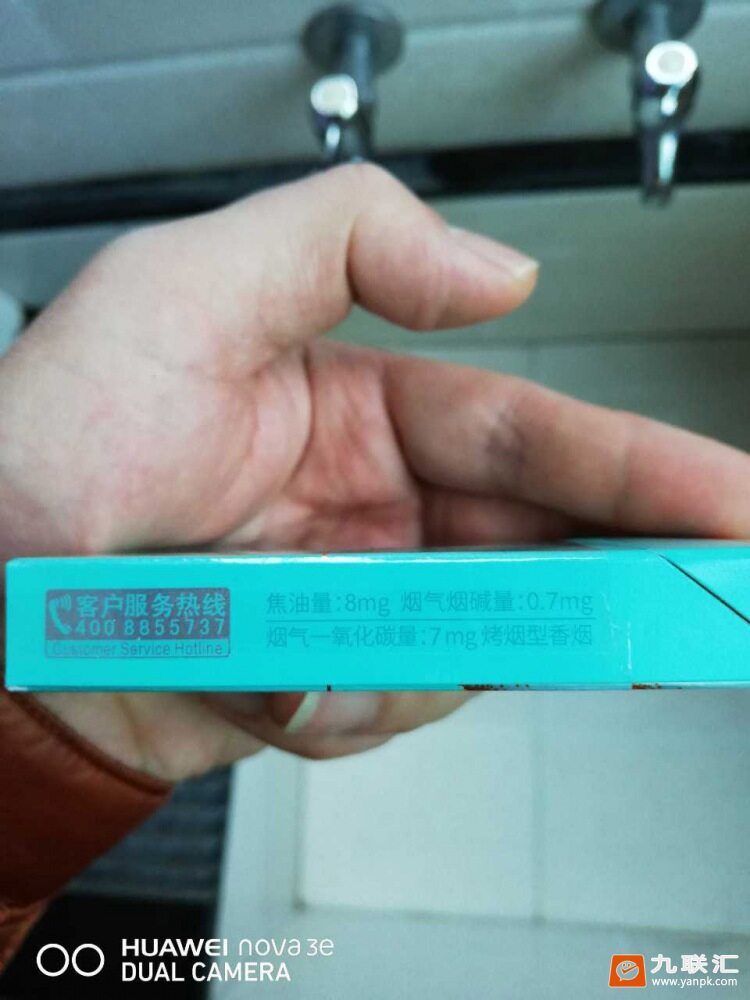 客户服务热线
400 8855737
Customer Service Hotline
焦油量:8mg 烟气烟碱量:0.7mg
烟气一氧化碳量:7mg 烤烟型香烟
HUAWEI nova 3e
DUAL CAMERA
九联汇
www.yanpk.com